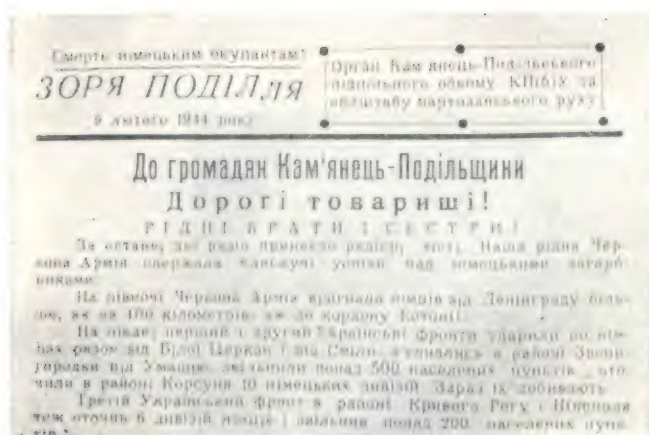 Смерть німецьким окупантам!
ЗОРЯ ПОДІЛля
6 лютого 1944 року
Орган Кам'янець-Подільського
підпільного обкому КП(б)У та
облштабу партизанського руху
До громадян Кам'янець-Подільщини
Дорогі товариші!
РІДНІ БРАТИ І СЕСТРИ!
За останні дні радіо принесло радісні вісті. Наша рідна Чер-
вона Армія одержала блискучі успіхи над німецькими загарб-
никами.
На півночі Червона Армія прогнала німців від Ленінграду біль-
ше, як на 100 кілометрів, аж до кордону Естонії.
На півдні перший і другий Українські фронти ударили по нім-
цях разом від Білої Церкви і від Сміли, з'єднались в районі Звени-
городки під Уманню, звільнили понад 500 населених пунктів, ото-
чили в районі Корсуня 10 німецьких дивізій. Зараз їх добивають.
Третій Український фронт в районі Кривого Рогу і Нікополя
теж оточив 6 дивізій німців і звільнив понад 200 населених пунк-
тів.